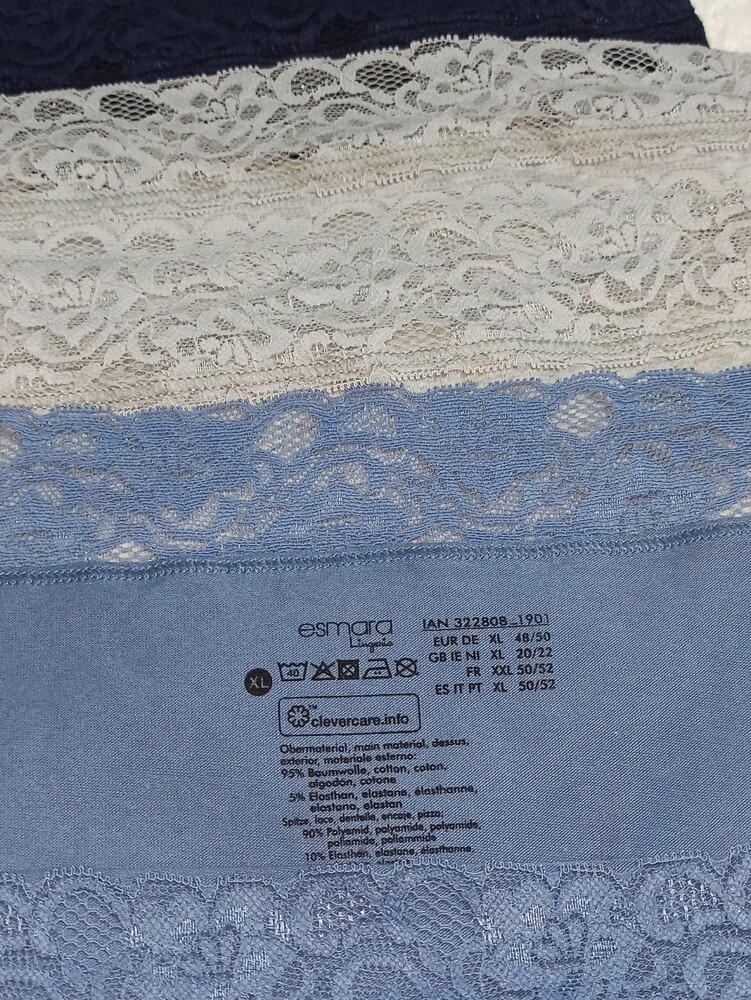 esmara
Lingerie
IAN 322808_1901
EUR DE XL 48/50
GB IE NI XL 20/22
FR XXL 50/52
ES IT PT XL 50/52
XL
40
clevercare.info
TM
Obermaterial, main material, dessus,
exterior, materiale esterno:
95% Baumwolle, cotton, coton,
algodón, cotone
5% Elasthan, elastane, élasthanne,
elastano, elastan
Spitze, lace, dentelle, encaje, pizzo:
90% Polyamid, polyamide, polyamide,
poliamida, poliammide
10% Elasthan, elastane, élasthanne,